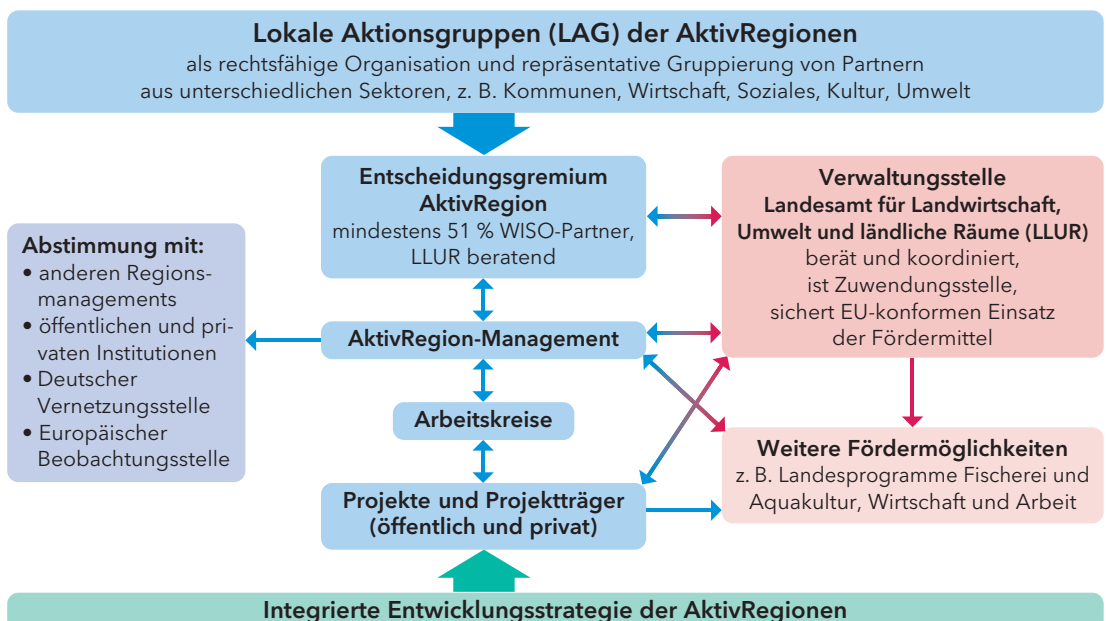 Lokale Aktionsgruppen (LAG) der AktivRegionen
als rechtsfähige Organisation und repräsentative Gruppierung von Partnern
aus unterschiedlichen Sektoren, z. B. Kommunen, Wirtschaft, Soziales, Kultur, Umwelt
Entscheidungsgremium
AktivRegion
mindestens 51 % WISO-Partner,
LLUR beratend
Verwaltungsstelle
Landesamt für Landwirtschaft,
Umwelt und ländliche Räume (LLUR)
berät und koordiniert,
ist Zuwendungsstelle,
sichert EU-konformen Einsatz
der Fördermittel
Abstimmung mit:
• anderen Regions-
managements
• öffentlichen und pri-
vaten Institutionen
• Deutscher
Vernetzungsstelle
• Europäischer
Beobachtungsstelle
AktivRegion-Management
Arbeitskreise
Weitere Fördermöglichkeiten
z. B. Landesprogramme Fischerei und
Aquakultur, Wirtschaft und Arbeit
Projekte und Projektträger
(öffentlich und privat)
Integrierte Entwicklungsstrategie der AktivRegionen